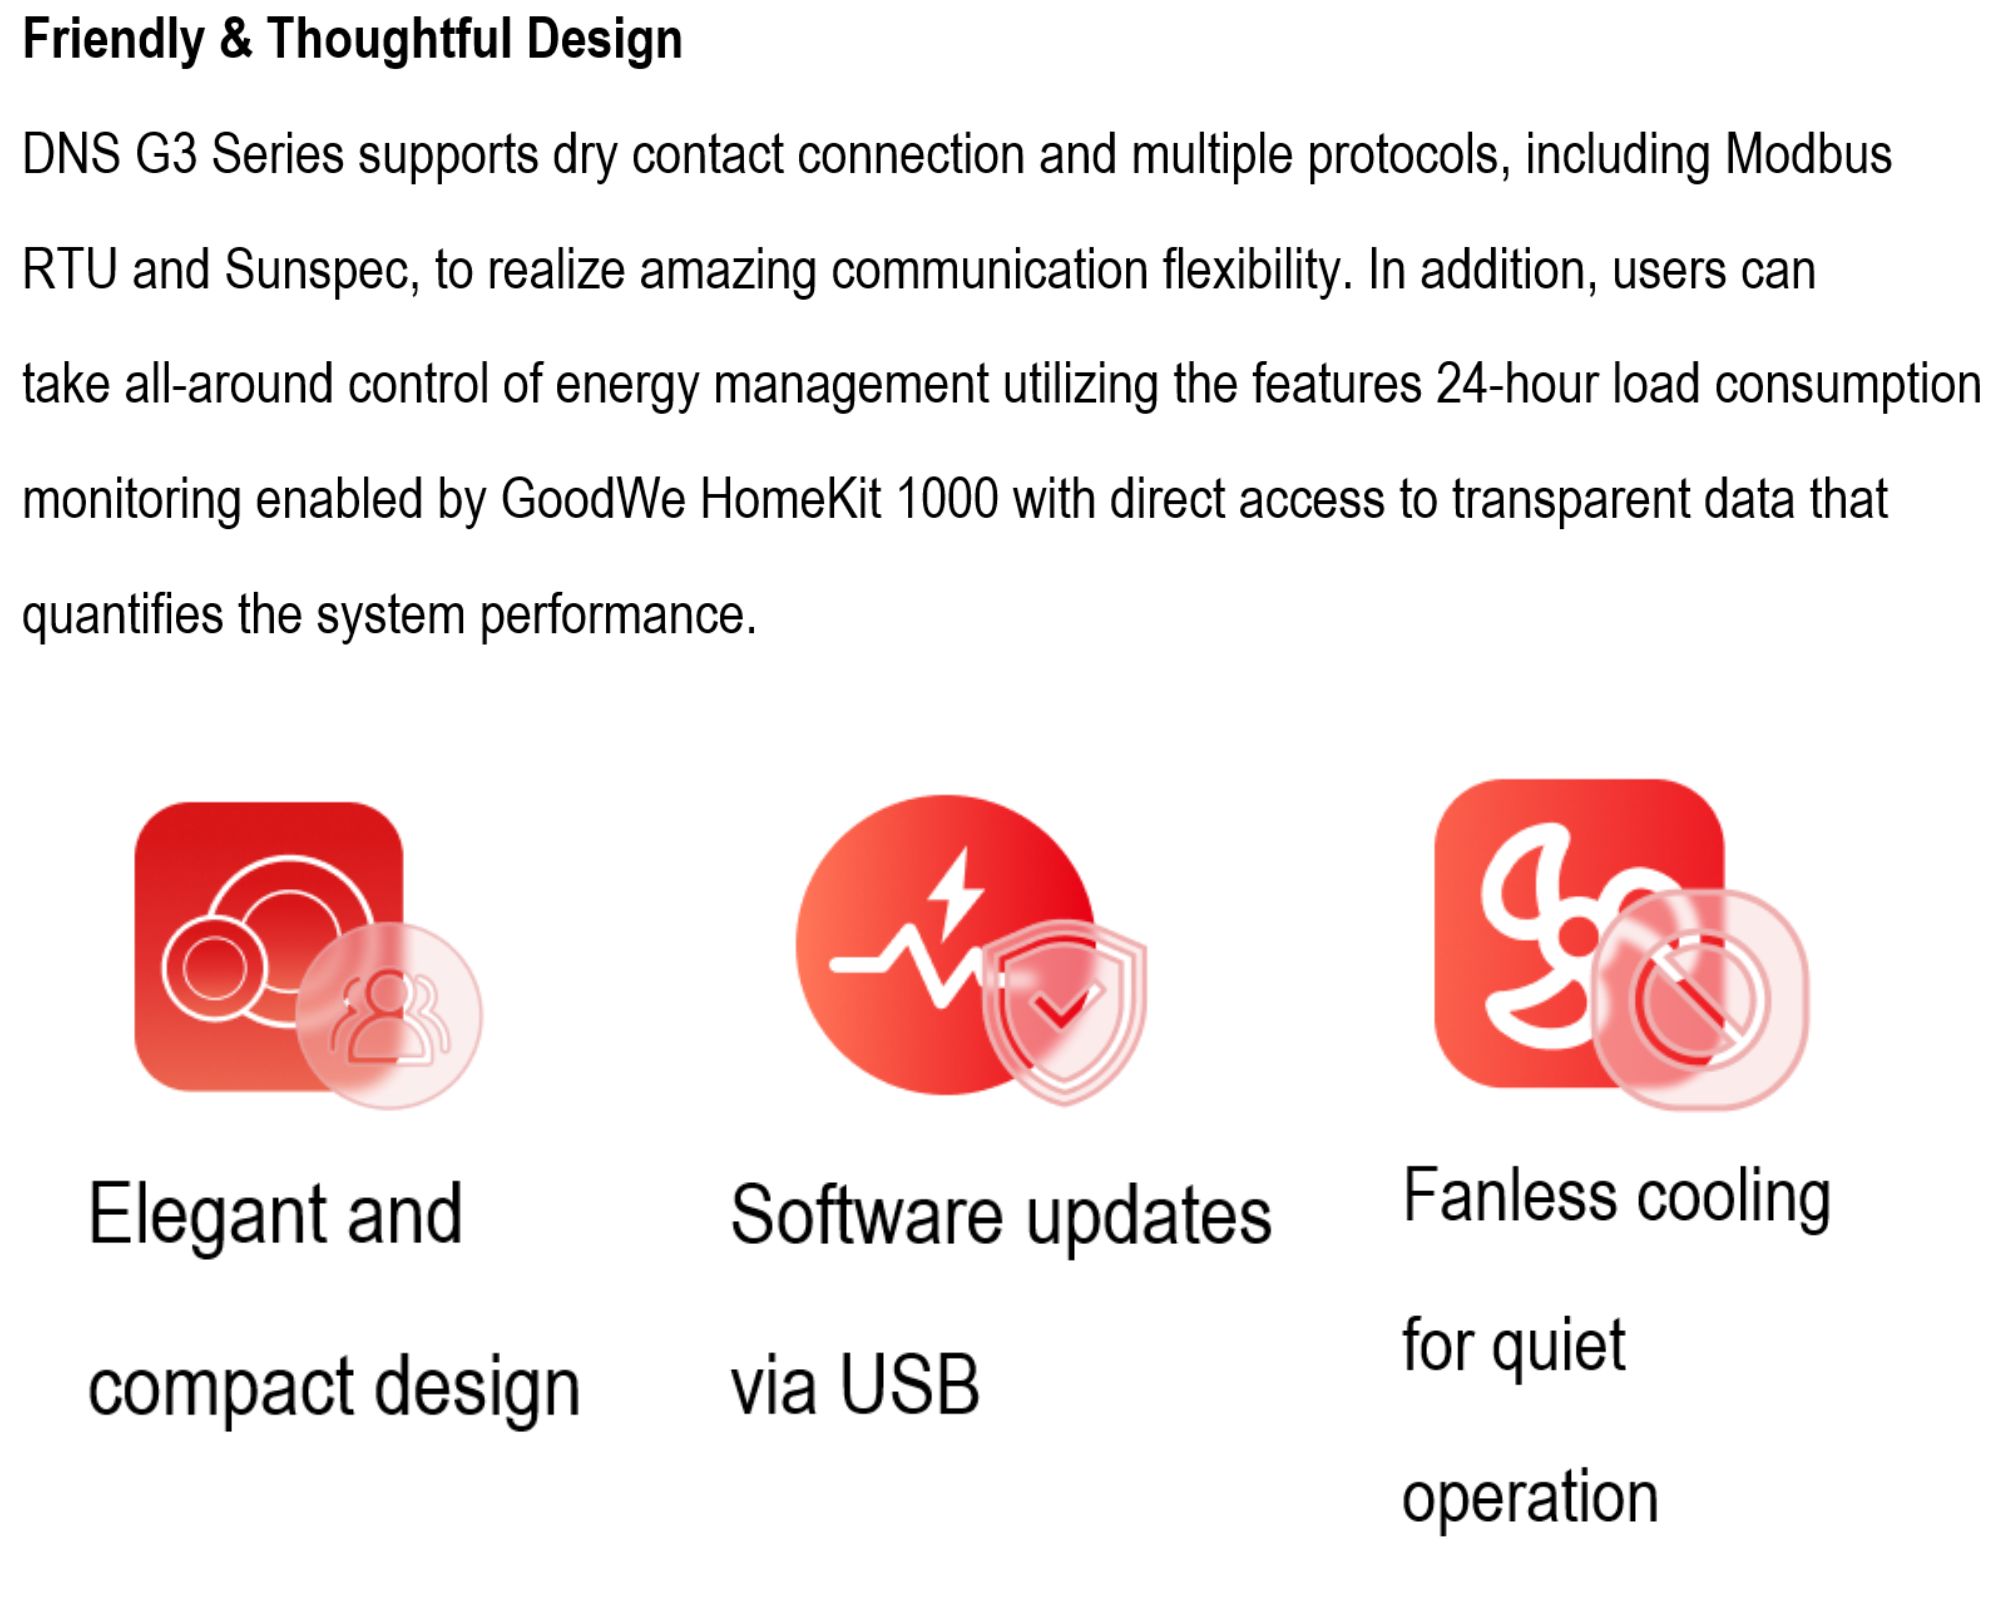 Friendly & Thoughtful Design
DNS G3 Series supports dry contact connection and multiple protocols, including Modbus
RTU and Sunspec, to realize amazing communication flexibility. In addition, users can
take all-around control of energy management utilizing the features 24-hour load consumption
monitoring enabled by GoodWe HomeKit 1000 with direct access to transparent data that
quantifies the system performance.
Elegant and
compact design
Software updates
via USB
Fanless cooling
for quiet
operation